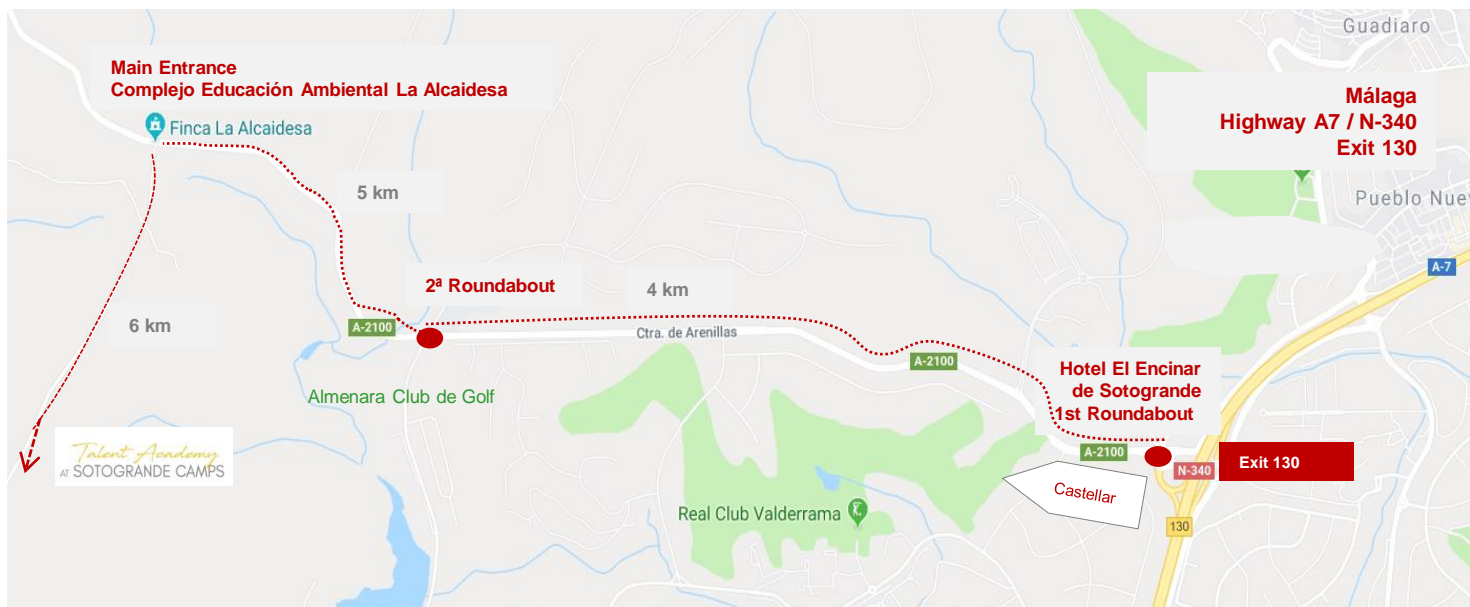 Guadiaro
Main Entrance
Complejo Educación Ambiental La Alcaidesa
Málaga
Highway A7 / N-340
Exit 130
Finca La Alcaidesa
5 km
Pueblo Nuev
A-7
2ª Roundabout
4 km
6 km
A-2100
Ctra. de Arenillas
A-2100
Hotel El Encinar
de Sotogrande
1st Roundabout
Almenara Club de Golf
A-2100
N-340
Exit 130
Talent Academy
AT SOTOGRANDE CAMPS
Castellar
Real Club Valderrama
130